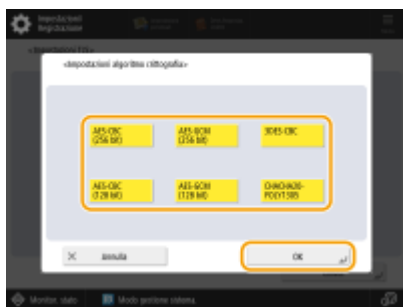 Impostazioni/
Registrazione
<Impostazioni algoritmo crittografia>
AES-CBC
(256 bit)
AES-GCM
(256 bit)
3DES-CBC
AES-CBC
(128 bit)
AES-GCM
(128 bit)
CHACHA20-
POLY1305
Annulla
OK
Monitor. stato
Modo gestione sistema.